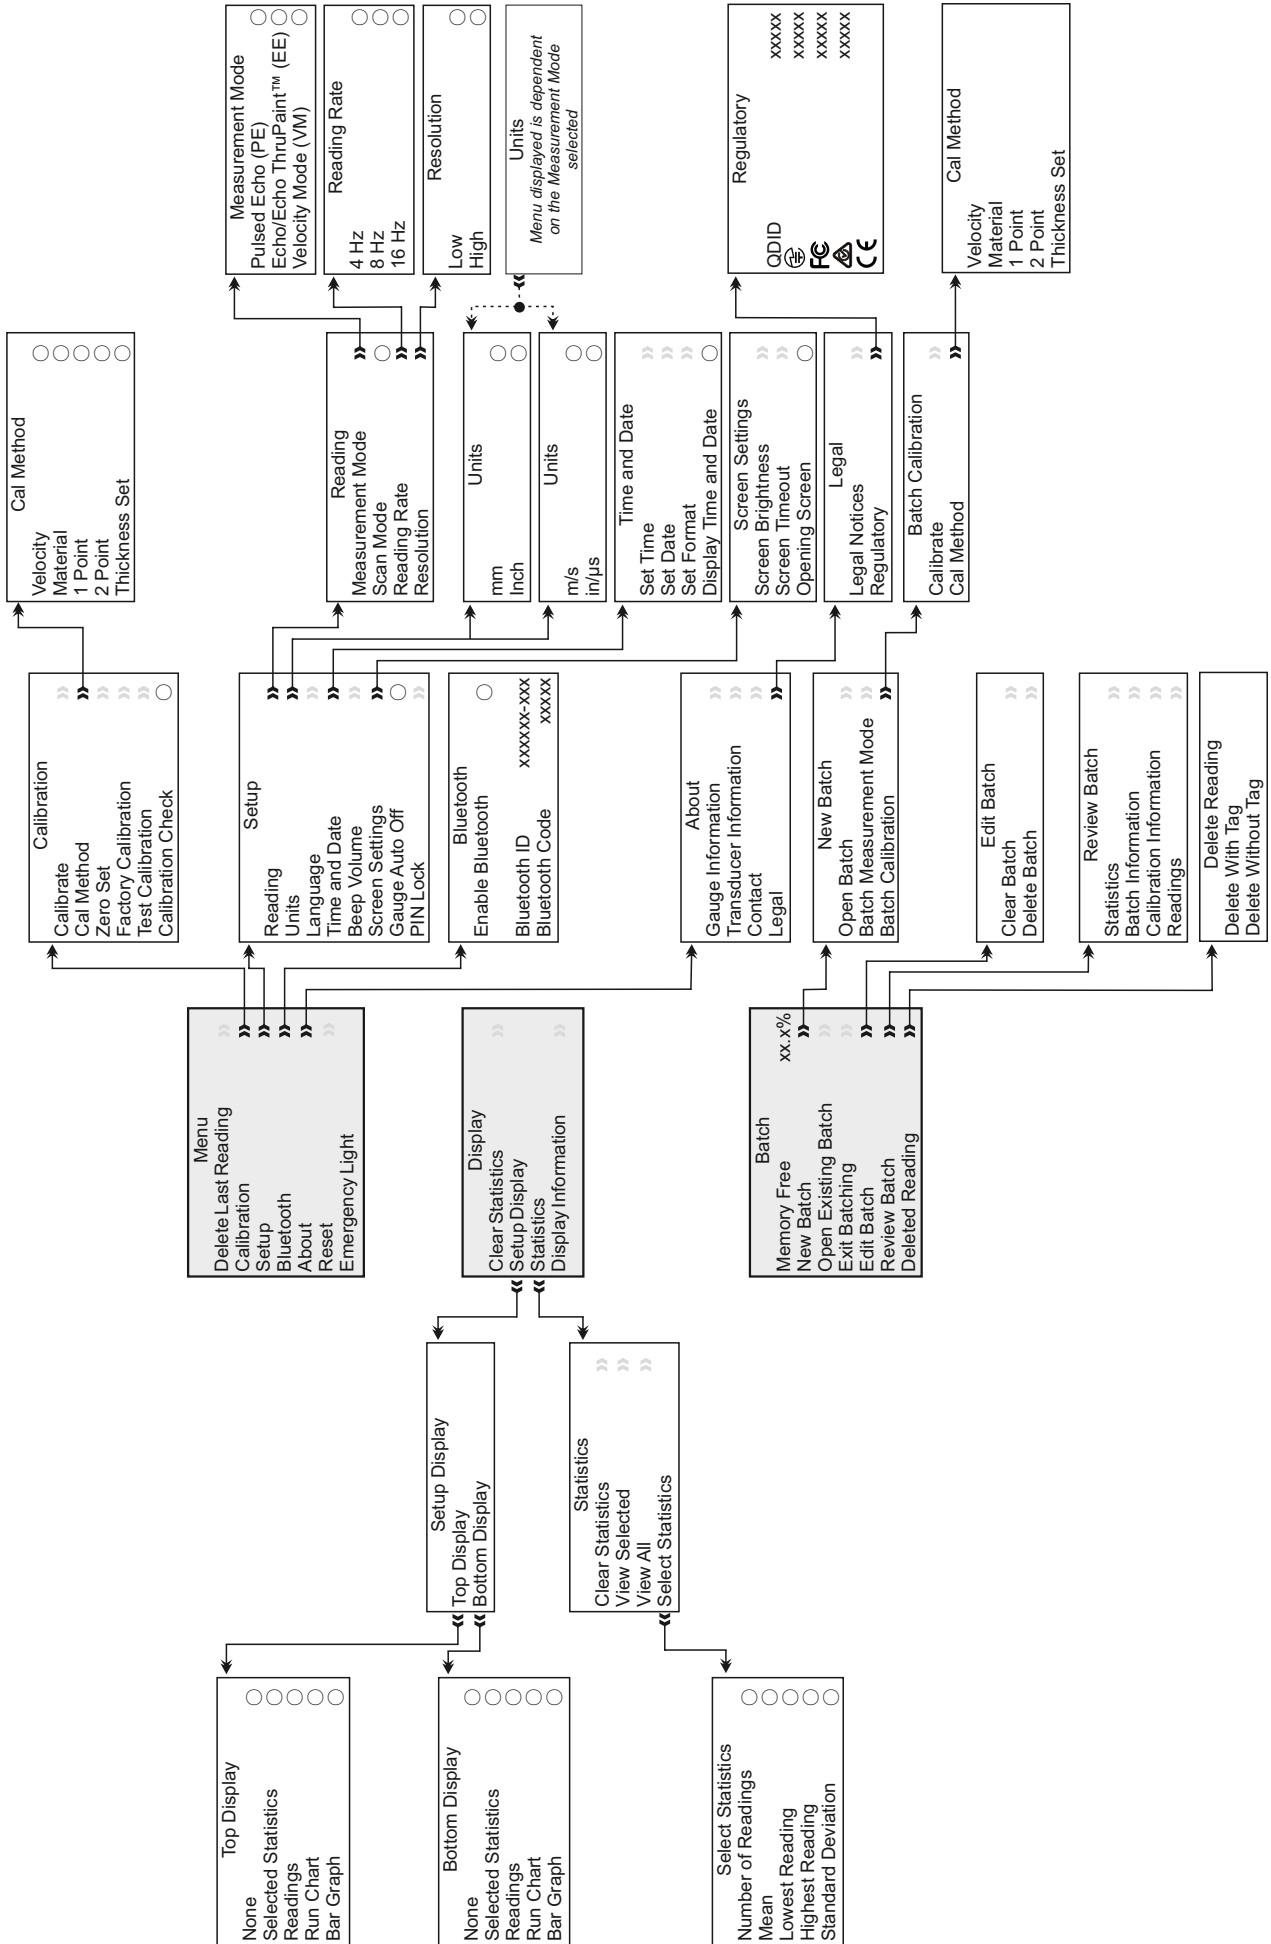 Top Display
None
Selected Statistics
Readings
Run Chart
Bar Graph
Bottom Display
None
Selected Statistics
Readings
Run Chart
Bar Graph
Select Statistics
Number of Readings
Mean
Lowest Reading
Highest Reading
Standard Deviation
Setup Display
Top Display
Bottom Display
Statistics
Clear Statistics
View Selected
View All
Select Statistics
Menu
Delete Last Reading
Calibration
Setup
Bluetooth
About
Reset
Emergency Light
Display
Clear Statistics
Setup Display
Statistics
Display Information
Batch
Memory Free xx.x%
New Batch
Open Existing Batch
Exit Batching
Edit Batch
Review Batch
Deleted Reading
Calibration
Calibrate
Cal Method
Zero Set
Factory Calibration
Test Calibration
Calibration Check
Setup
Reading
Units
Language
Time and Date
Beep Volume
Screen Settings
Gauge Auto Off
PIN Lock
Bluetooth
Enable Bluetooth
Bluetooth ID xxxxxx-xxx
Bluetooth Code xxxxx
About
Gauge Information
Transducer Information
Contact
Legal
New Batch
Open Batch
Batch Measurement Mode
Batch Calibration
Edit Batch
Clear Batch
Delete Batch
Review Batch
Statistics
Batch Information
Calibration Information
Readings
Delete Reading
Delete With Tag
Delete Without Tag
Cal Method
Velocity
Material
1 Point
2 Point
Thickness Set
Reading
Measurement Mode
Scan Mode
Reading Rate
Resolution
Units
mm
Inch
Units
m/s
in/µs
Time and Date
Set Time
Set Date
Set Format
Display Time and Date
Screen Settings
Screen Brightness
Screen Timeout
Opening Screen
Legal
Legal Notices
Regulatory
Batch Calibration
Calibrate
Cal Method
Measurement Mode
Pulsed Echo (PE)
Echo/Echo ThruPaint™ (EE)
Velocity Mode (VM)
Reading Rate
4 Hz
8 Hz
16 Hz
Resolution
Low
High
Units
Menu displayed is dependent
on the Measurement Mode
selected
Regulatory
QDID xxxxx
xxxxx
FC xxxxx
xxxxx
CE
Cal Method
Velocity
Material
1 Point
2 Point
Thickness Set